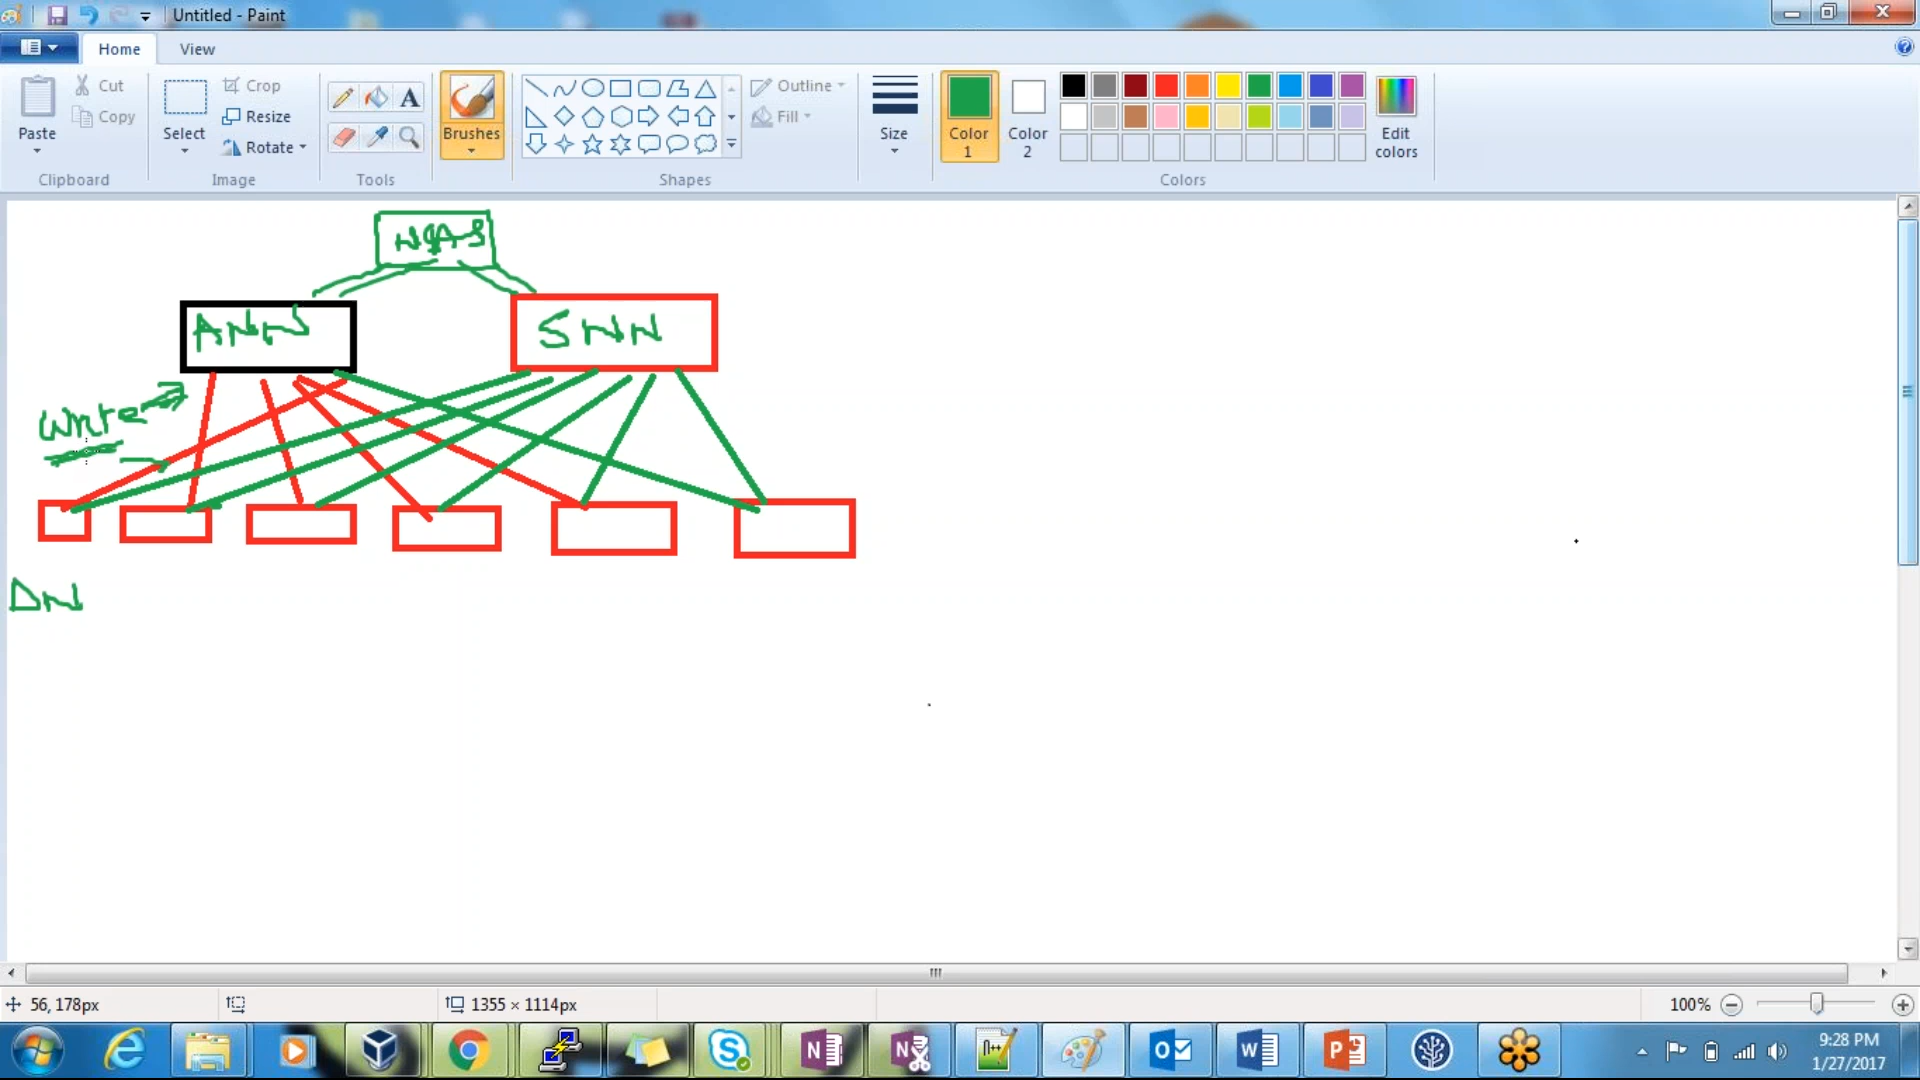 Untitled - Paint
Home View
Paste
Cut
Copy
Clipboard
Select
Crop
Resize
Rotate
Image
Tools
Brushes
Shapes
Outline
Fill
Size
Color 1
Color 2
Edit colors
Colors
ANN
SNN
Write
DN
56, 178px
1355 × 1114px
100%
9:28 PM
1/27/2017